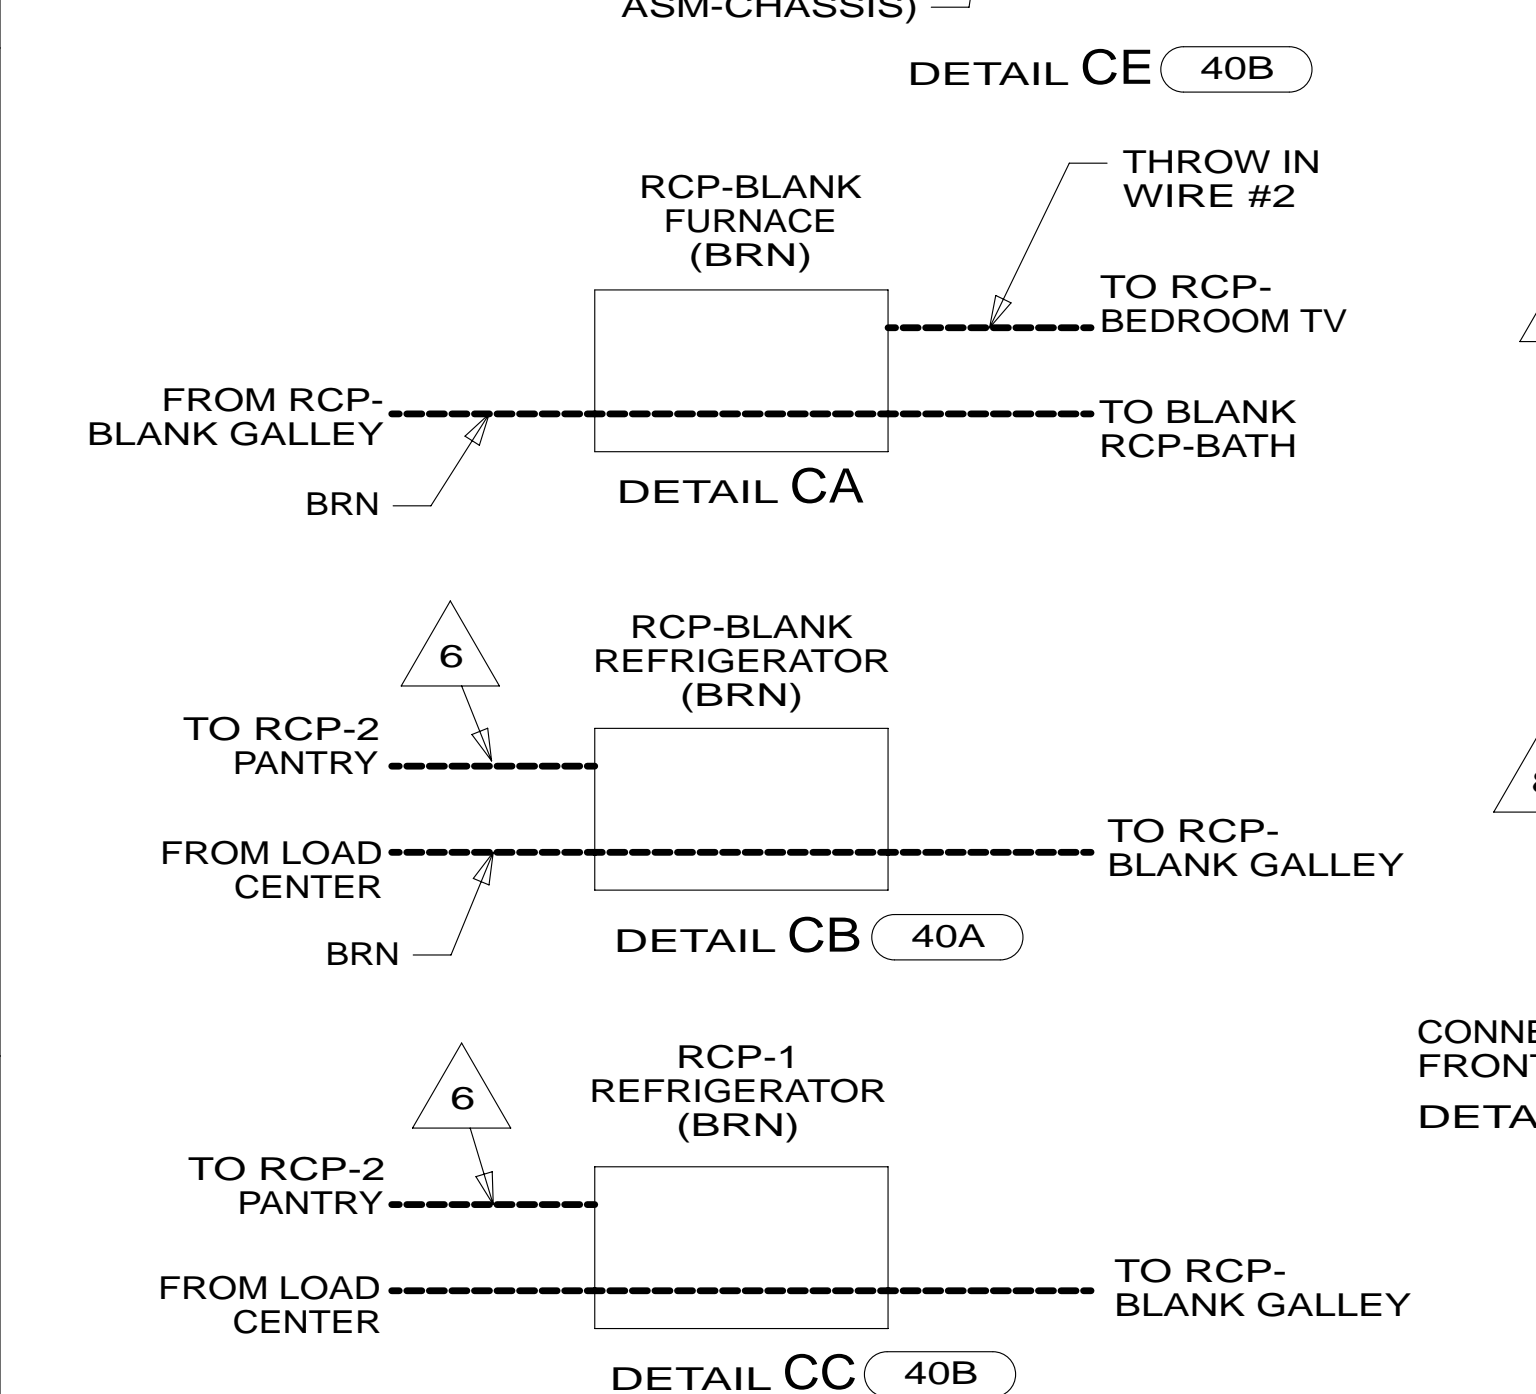 ASM-CHASSIS)
DETAIL CE 40B
THROW IN
WIRE #2
RCP-BLANK
FURNACE
(BRN)
TO RCP-
BEDROOM TV
FROM RCP-
BLANK GALLEY
TO BLANK
RCP-BATH
BRN
DETAIL CA
6
RCP-BLANK
REFRIGERATOR
(BRN)
TO RCP-2
PANTRY
FROM LOAD
CENTER
TO RCP-
BLANK GALLEY
BRN
DETAIL CB 40A
CONNE
FRONT
DETA
6
RCP-1
REFRIGERATOR
(BRN)
TO RCP-2
PANTRY
FROM LOAD
CENTER
TO RCP-
BLANK GALLEY
DETAIL CC 40B